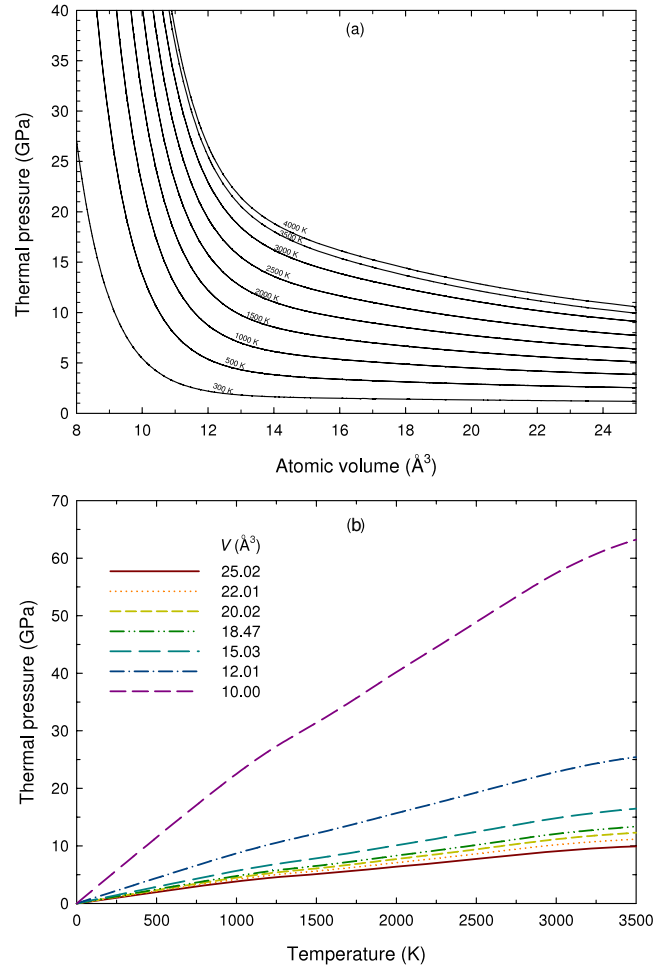 (a)
40
35
30
25
20
15
10
5
0
Thermal pressure (GPa)
4000 K
3500 K
3000 K
2500 K
2000 K
1500 K
1000 K
500 K
300 K
8 10 12 14 16 18 20 22 24
Atomic volume (Å³)
(b)
70
60
50
40
30
20
10
0
Thermal pressure (GPa)
V (Å³)
25.02
22.01
20.02
18.47
15.03
12.01
10.00
0 500 1000 1500 2000 2500 3000 3500
Temperature (K)